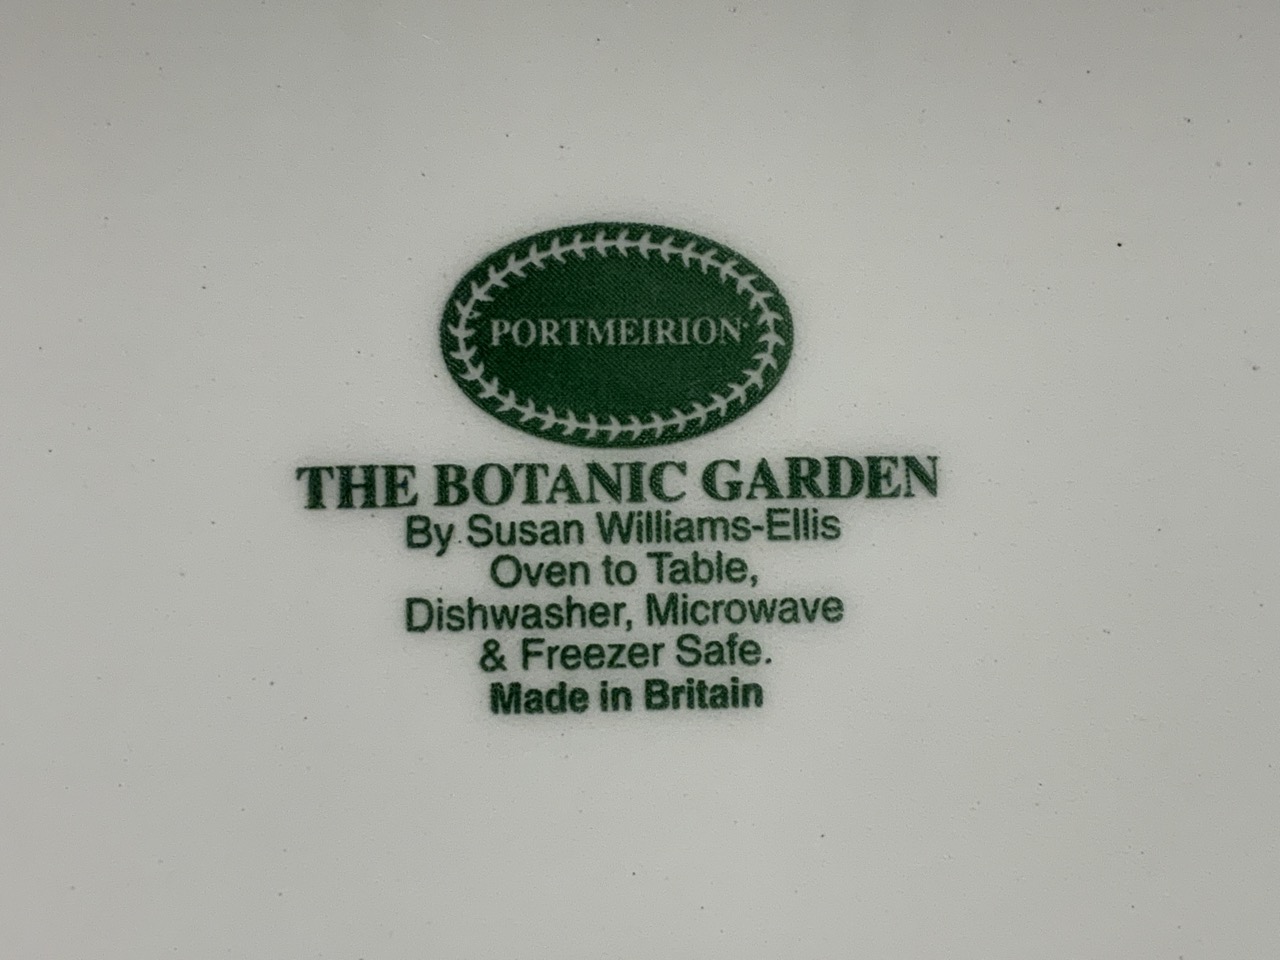 PORTMEIRION
THE BOTANIC GARDEN
By Susan Williams-Ellis
Oven to Table,
Dishwasher, Microwave
& Freezer Safe.
Made in Britain